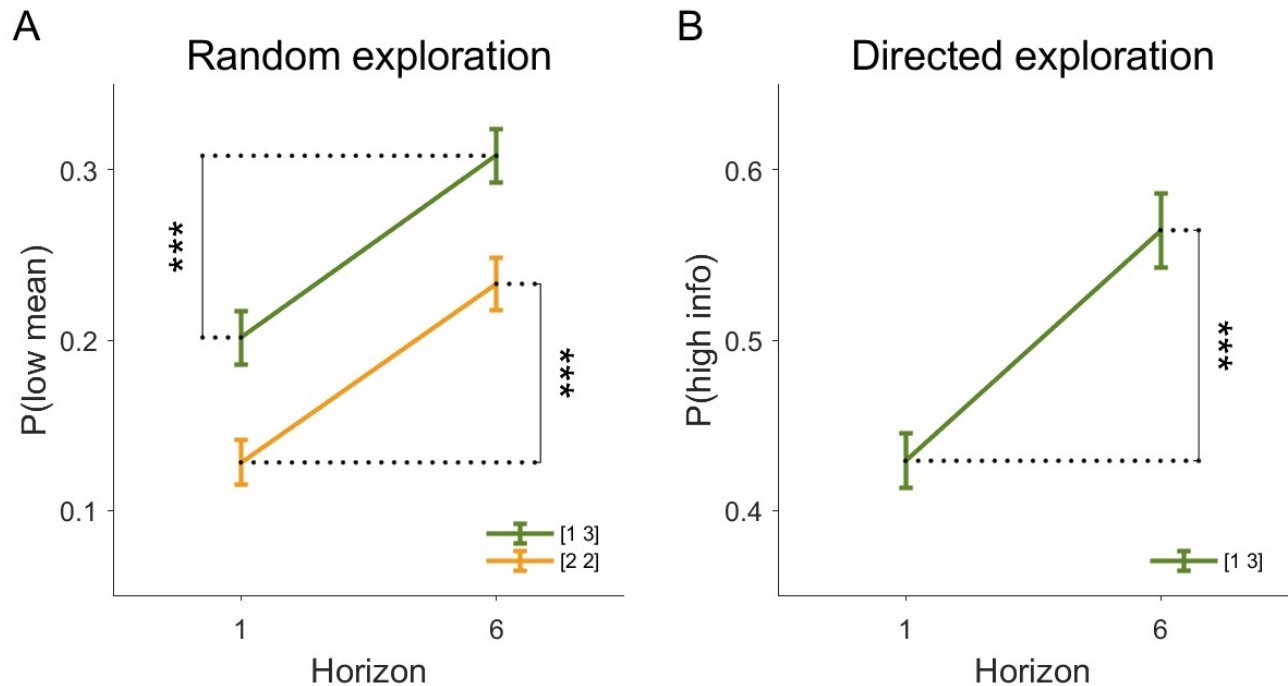 A
Random exploration
0.3
0.2
0.1
P(low mean)
***
***
[1 3]
[2 2]
1
6
Horizon
B
Directed exploration
0.6
0.5
0.4
P(high info)
***
[1 3]
1
6
Horizon